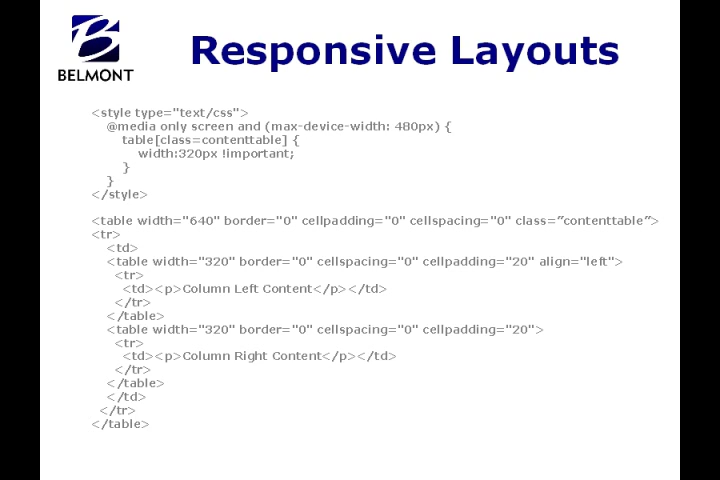 BELMONT
Responsive Layouts
<style type="text/css">
@media only screen and (max-device-width: 480px) {
table[class=contenttable] {
width:320px !important;
}
}
</style>
<table width="640" border="0" cellpadding="0" cellspacing="0" class=”contenttable”>
<tr>
<td>
<table width="320" border="0" cellspacing="0" cellpadding="20" align="left">
<tr>
<td><p>Column Left Content</p></td>
</tr>
</table>
<table width="320" border="0" cellspacing="0" cellpadding="20">
<tr>
<td><p>Column Right Content</p></td>
</tr>
</table>
</td>
</tr>
</table>